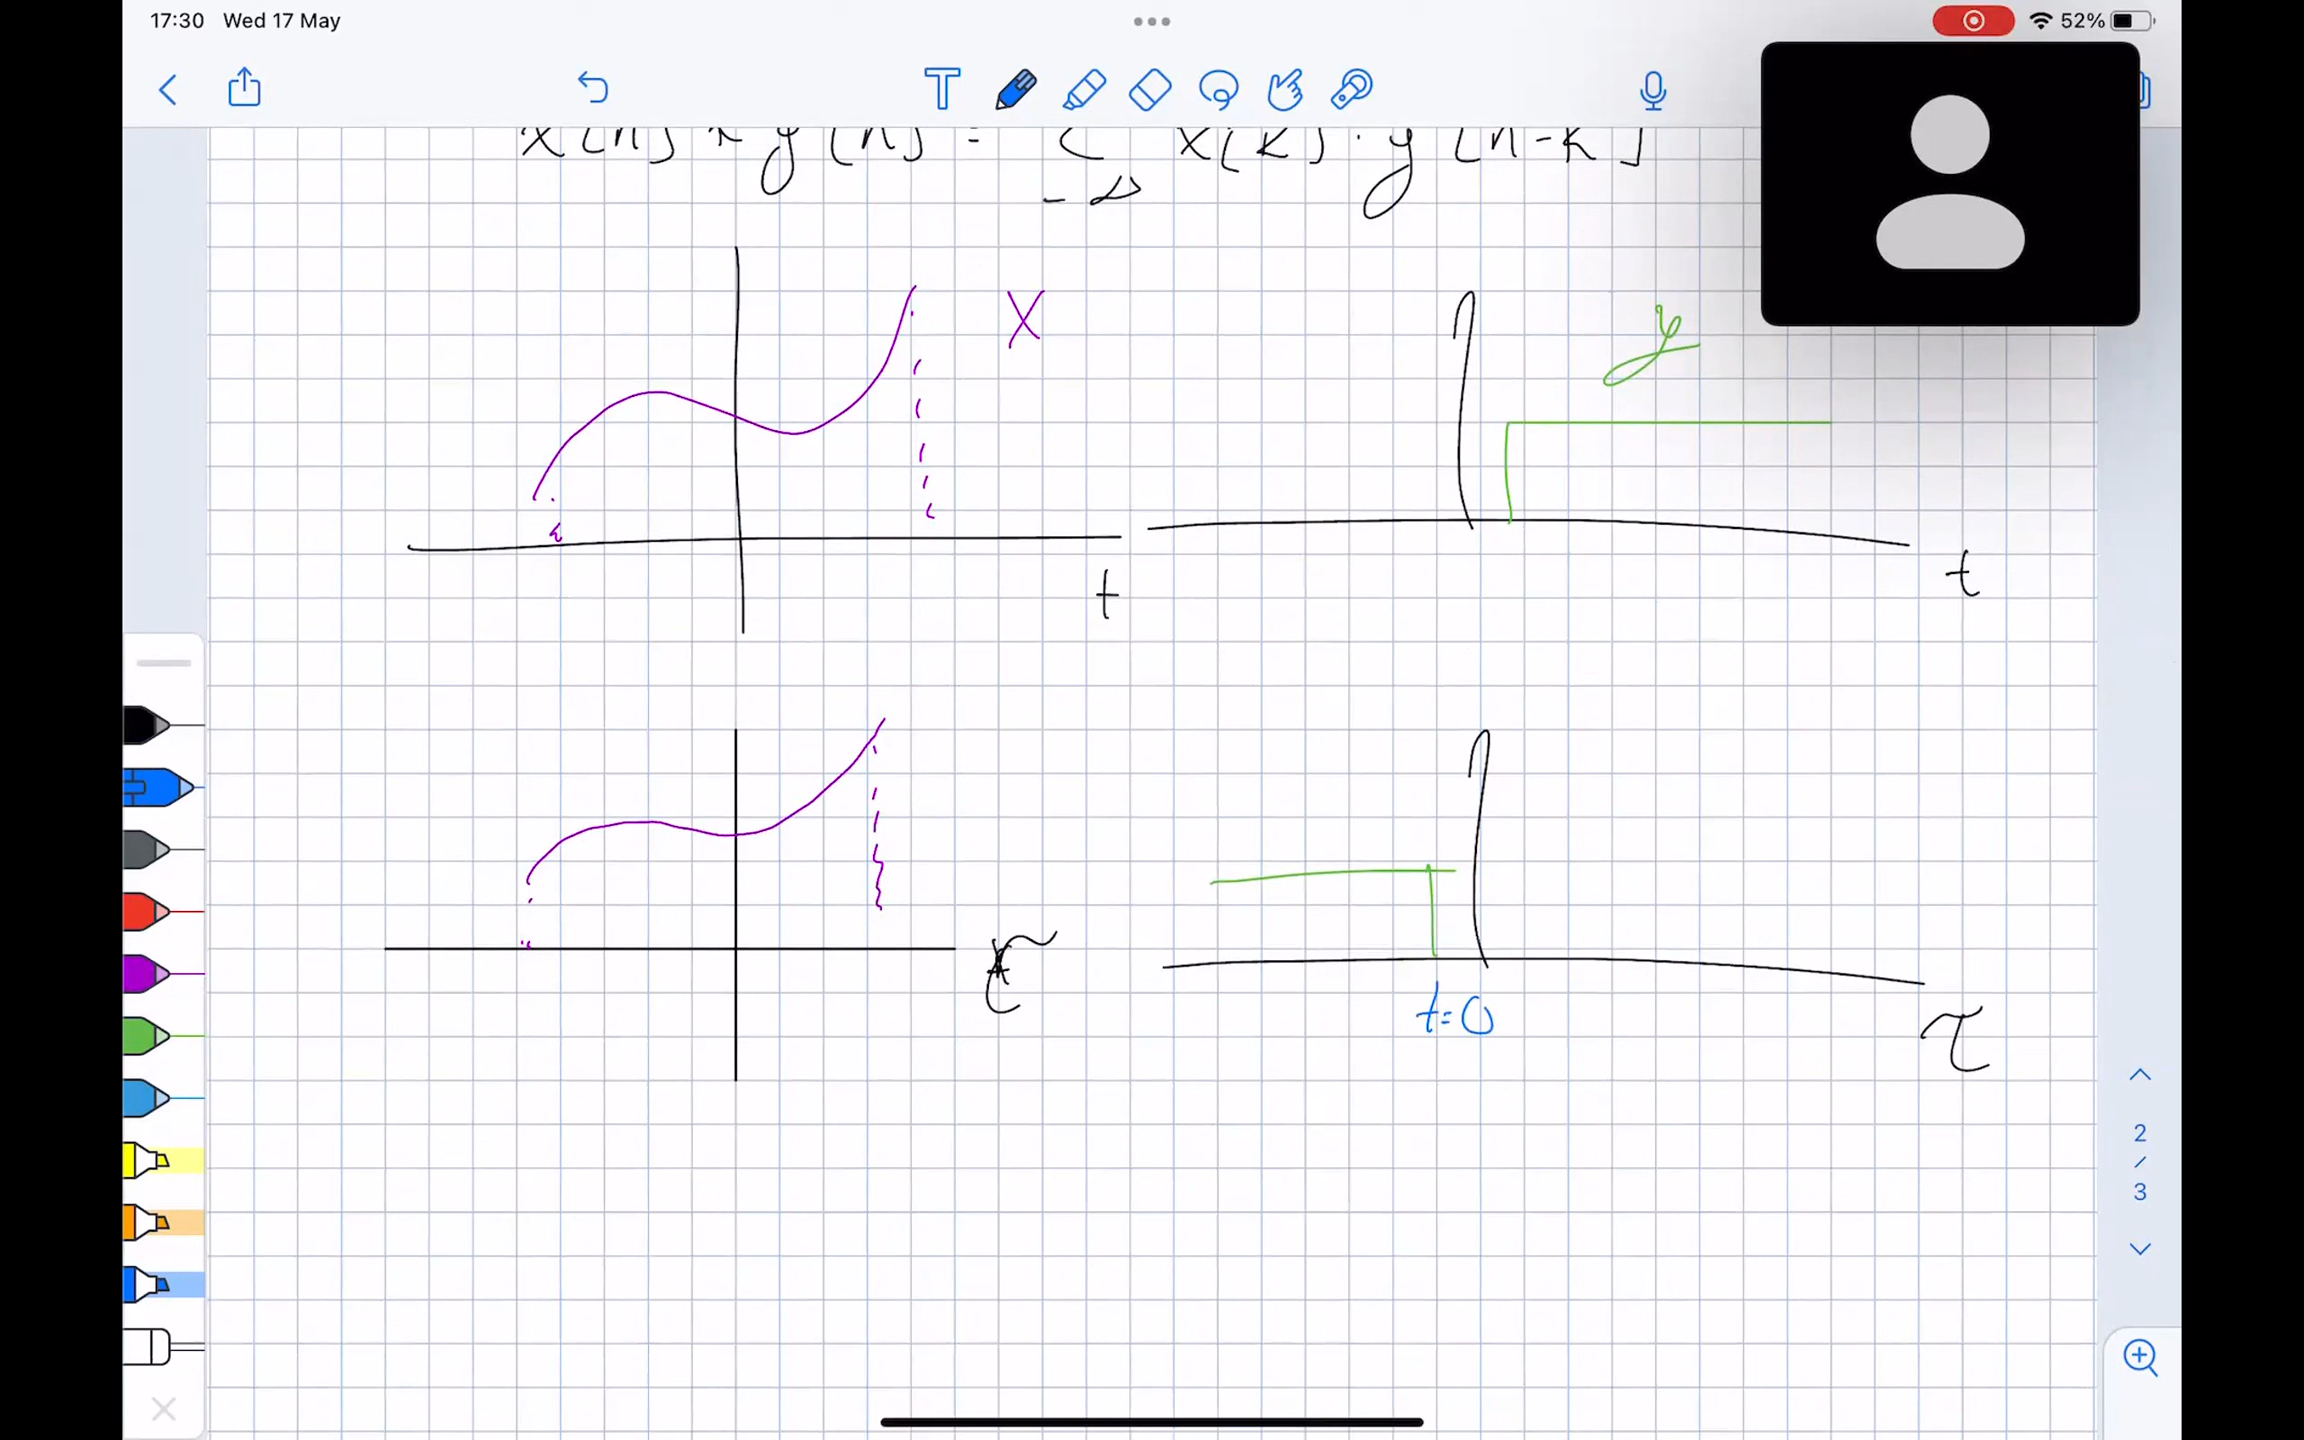 17:30 Wed 17 May
52%
T
x[n] * y[n] = x[k] · y[n-k]
-∞
X
y
t
t
τ
t=0
τ
2
/
3